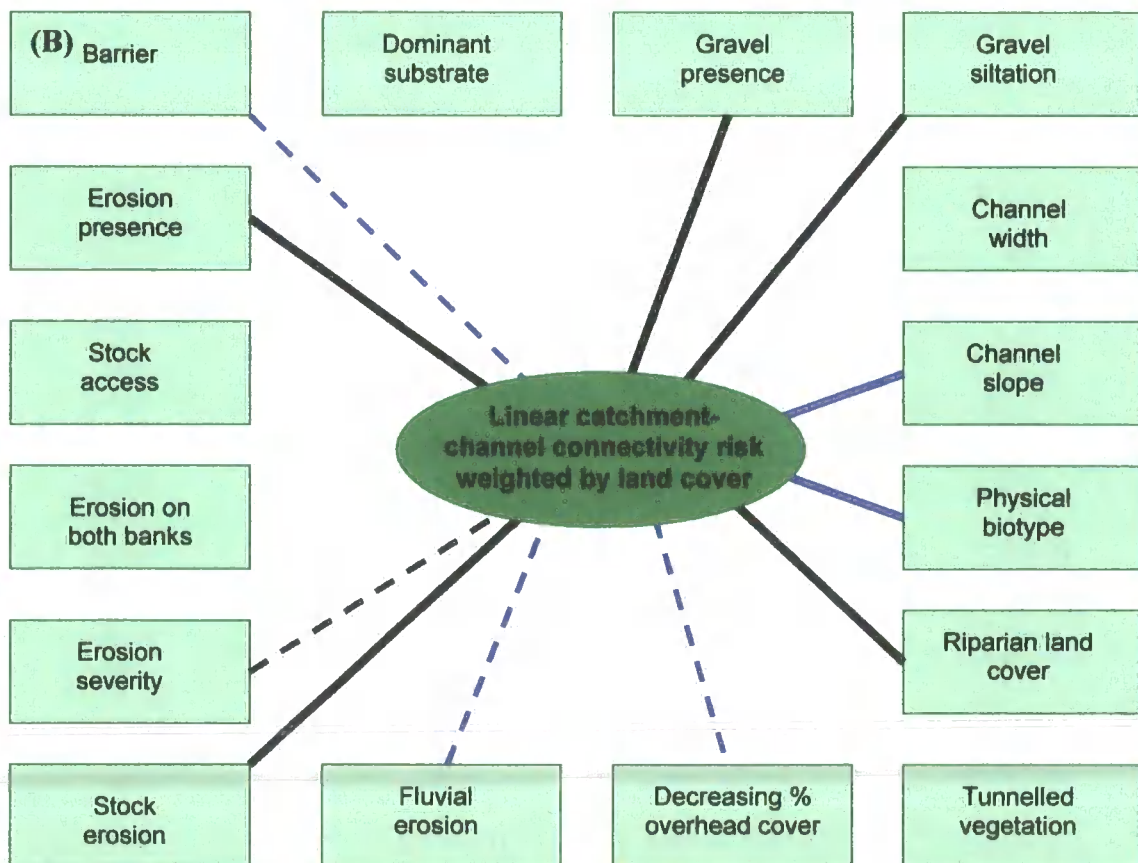 (B) Barrier
Dominant
substrate
Gravel
presence
Gravel
siltation
Erosion
presence
Channel
width
Stock
access
Channel
slope
Linear catchment-
channel connectivity risk
weighted by land cover
Erosion on
both banks
Physical
biotype
Erosion
severity
Riparian land
cover
Stock
erosion
Fluvial
erosion
Decreasing %
overhead cover
Tunnelled
vegetation